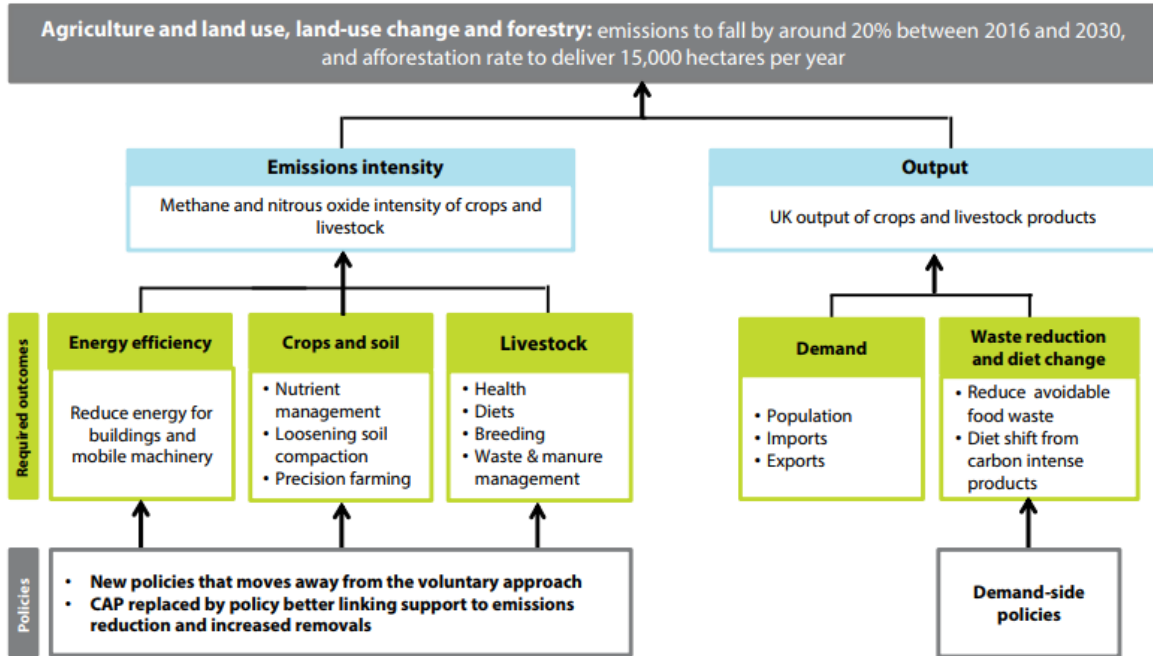 Agriculture and land use, land-use change and forestry: emissions to fall by around 20% between 2016 and 2030,
and afforestation rate to deliver 15,000 hectares per year
Emissions intensity
Methane and nitrous oxide intensity of crops and
livestock
Output
UK output of crops and livestock products
Required outcomes
Energy efficiency
Reduce energy for
buildings and
mobile machinery
Crops and soil
• Nutrient
management
• Loosening soil
compaction
• Precision farming
Livestock
• Health
• Diets
• Breeding
• Waste & manure
management
Demand
• Population
• Imports
• Exports
Waste reduction
and diet change
• Reduce avoidable
food waste
• Diet shift from
carbon intense
products
Policies
• New policies that moves away from the voluntary approach
• CAP replaced by policy better linking support to emissions
reduction and increased removals
Demand-side
policies